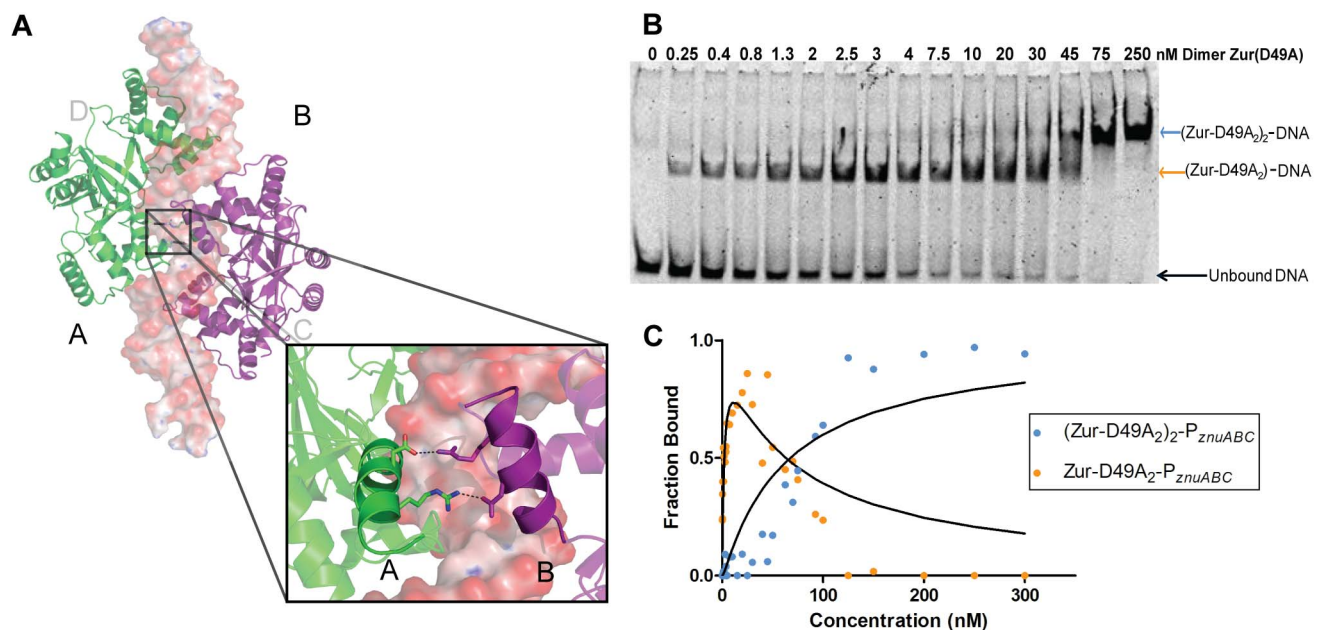 A
D
B
A
C
A
B
B
0 0.25 0.4 0.8 1.3 2 2.5 3 4 7.5 10 20 30 45 75 250 nM Dimer Zur(D49A)
(Zur-D49A₂)₂-DNA
(Zur-D49A₂)-DNA
Unbound DNA
C
Fraction Bound
1.0
0.5
0.0
0 100 200 300
Concentration (nM)
(Zur-D49A₂)₂-PznuABC
Zur-D49A₂-PznuABC